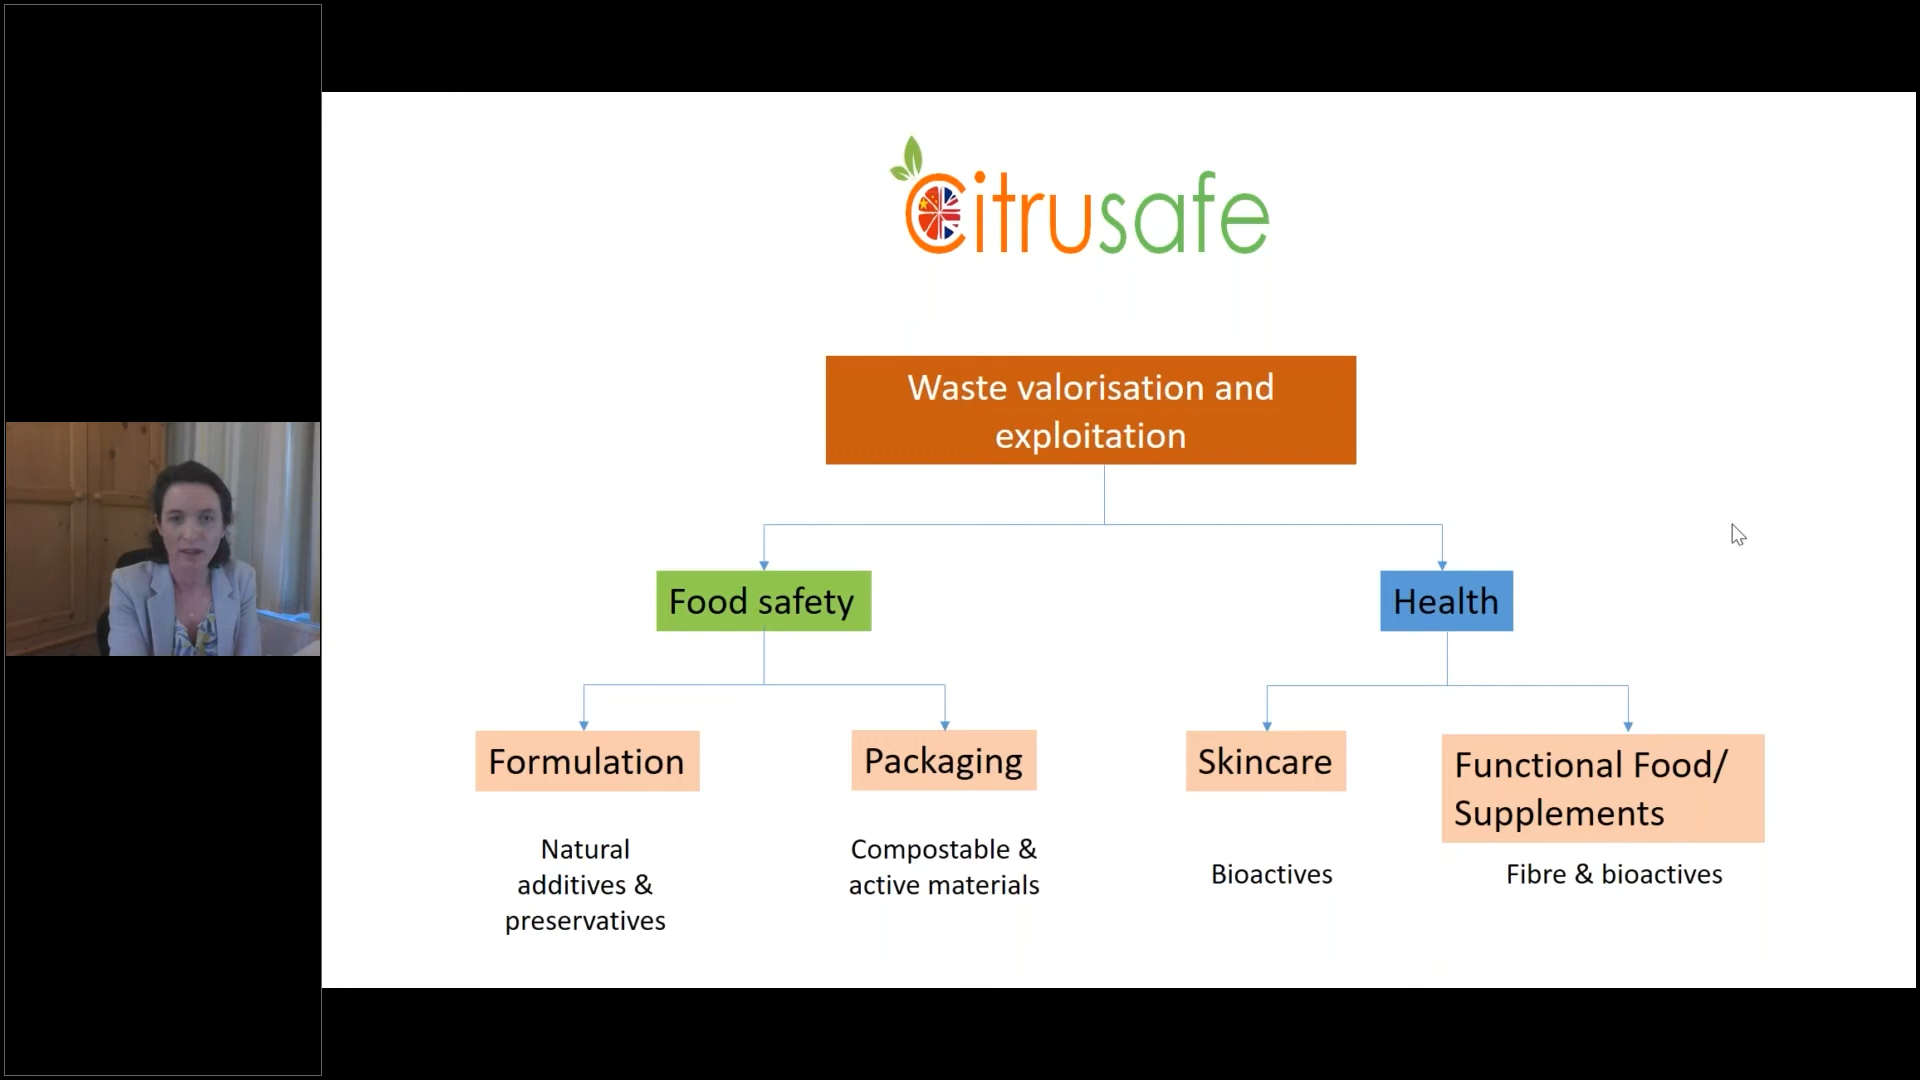 Citrusafe
Waste valorisation and
exploitation
Food safety
Health
Formulation
Packaging
Skincare
Functional Food/
Supplements
Natural
additives &
preservatives
Compostable &
active materials
Bioactives
Fibre & bioactives